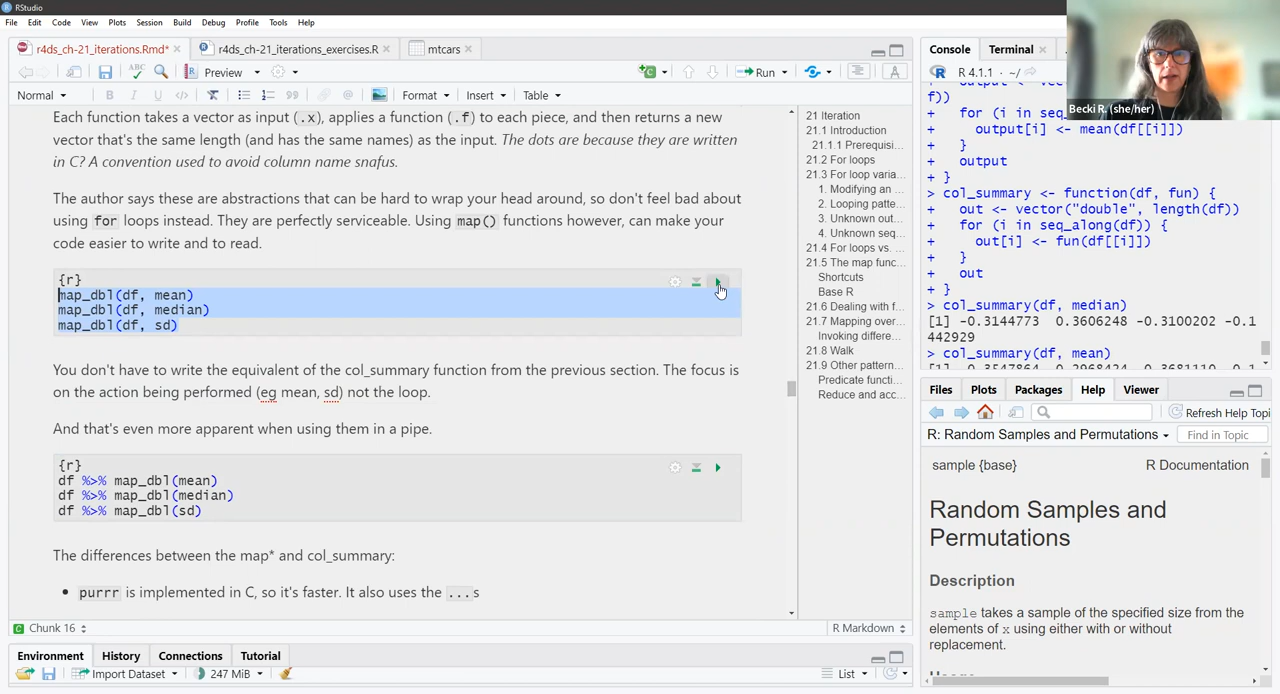 RStudio
File Edit Code View Plots Session Build Debug Profile Tools Help
r4ds_ch-21_iterations.Rmd* r4ds_ch-21_iterations_exercises.R mtcars
ABC Preview Run
Normal B I U </> Format Insert Table
Each function takes a vector as input (.x), applies a function (.f) to each piece, and then returns a new
vector that's the same length (and has the same names) as the input. The dots are because they are written
in C? A convention used to avoid column name snafus.
The author says these are abstractions that can be hard to wrap your head around, so don't feel bad about
using for loops instead. They are perfectly serviceable. Using map() functions however, can make your
code easier to write and to read.
{r}
map_dbl(df, mean)
map_dbl(df, median)
map_dbl(df, sd)
You don't have to write the equivalent of the col_summary function from the previous section. The focus is
on the action being performed (eg mean, sd) not the loop.
And that's even more apparent when using them in a pipe.
{r}
df %>% map_dbl(mean)
df %>% map_dbl(median)
df %>% map_dbl(sd)
The differences between the map* and col_summary:
• purrr is implemented in C, so it's faster. It also uses the ...s
Chunk 16 R Markdown
21 Iteration
21.1 Introduction
21.1.1 Prerequisi...
21.2 For loops
21.3 For loop varia...
1. Modifying an ...
2. Looping patte...
3. Unknown out...
4. Unknown seq...
21.4 For loops vs. ...
21.5 The map func...
Shortcuts
Base R
21.6 Dealing with f...
21.7 Mapping over...
Invoking differe...
21.8 Walk
21.9 Other pattern...
Predicate functi...
Reduce and acc...
Environment History Connections Tutorial
Import Dataset 247 MiB List
Console Terminal
R 4.1.1 · ~/
f))
+ for (i in seq_along(df)) {
+ output[i] <- mean(df[[i]])
+ }
+ output
+ }
> col_summary <- function(df, fun) {
+ out <- vector("double", length(df))
+ for (i in seq_along(df)) {
+ out[i] <- fun(df[[i]])
+ }
+ out
+ }
> col_summary(df, median)
[1] -0.3144773 0.3606248 -0.3100202 -0.1
442929
> col_summary(df, mean)
Becki R. (she/her)
Files Plots Packages Help Viewer
Refresh Help Topi
R: Random Samples and Permutations Find in Topic
sample {base} R Documentation
Random Samples and
Permutations
Description
sample takes a sample of the specified size from the
elements of x using either with or without
replacement.